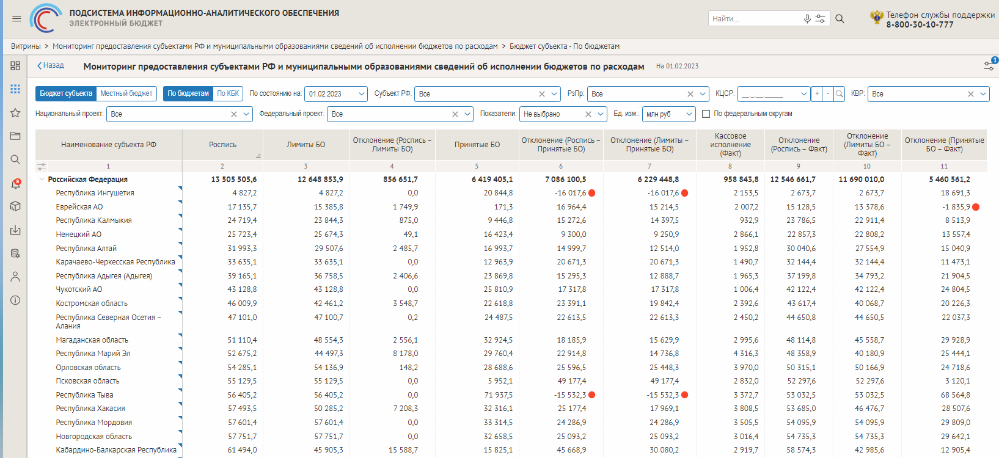 ПОДСИСТЕМА ИНФОРМАЦИОННО-АНАЛИТИЧЕСКОГО ОБЕСПЕЧЕНИЯ
ЭЛЕКТРОННЫЙ БЮДЖЕТ
Найти...
Телефон службы поддержки
8-800-30-10-777
Витрины > Мониторинг предоставления субъектами РФ и муниципальными образованиями сведений об исполнении бюджетов по расходам > Бюджет субъекта - По бюджетам
Назад Мониторинг предоставления субъектами РФ и муниципальными образованиями сведений об исполнении бюджетов по расходам На 01.02.2023 1
Бюджет субъекта Местный бюджет По бюджетам По КБК По состоянию на: 01.02.2023 Субъект РФ: Все РзПр: Все КЦСР: __.__.__._____ + - КВР: Все
Национальный проект: Все Федеральный проект: Все Показатели: Не выбрано Ед. изм.: млн руб По федеральным округам
8
Наименование субъекта РФ Роспись Лимиты БО Отклонение (Роспись – Лимиты БО) Принятые БО Отклонение (Роспись – Принятые БО) Отклонение (Лимиты – Принятые БО) Кассовое исполнение (Факт) Отклонение (Роспись – Факт) Отклонение (Лимиты БО – Факт) Отклонение (Принятые БО – Факт)
1 2 3 4 5 6 7 8 9 10 11
Российская Федерация 13 505 505,6 12 648 853,9 856 651,7 6 419 405,1 7 086 100,5 6 229 448,8 958 843,8 12 546 661,7 11 690 010,0 5 460 561,2
Республика Ингушетия 4 827,2 4 827,2 0,0 20 844,8 -16 017,6 -16 017,6 2 153,5 2 673,7 2 673,7 18 691,3
Еврейская АО 17 135,7 15 385,8 1 749,9 171,3 16 964,4 15 214,5 2 007,2 15 128,5 13 378,6 -1 835,9
Республика Калмыкия 24 719,4 23 844,3 875,0 9 446,8 15 272,6 14 397,5 932,9 23 786,5 22 911,4 8 513,9
Ненецкий АО 25 723,4 25 674,3 49,1 16 423,4 9 300,0 9 250,9 2 866,1 22 857,3 22 808,2 13 557,4
Республика Алтай 31 993,3 29 507,6 2 485,7 16 993,7 14 999,7 12 514,0 1 952,8 30 040,6 27 554,9 15 040,9
Карачаево-Черкесская Республика 33 635,1 33 635,1 0,0 12 963,9 20 671,3 20 671,3 1 490,7 32 144,4 32 144,4 11 473,1
Республика Адыгея (Адыгея) 39 165,1 36 758,5 2 406,6 23 869,8 15 295,3 12 888,7 1 965,3 37 199,8 34 793,2 21 904,5
Чукотский АО 43 128,8 43 128,8 0,0 25 810,9 17 317,8 17 317,8 1 006,4 42 122,4 42 122,4 24 804,5
Костромская область 46 009,9 42 461,2 3 548,7 22 618,8 23 391,1 19 842,4 2 392,6 43 617,4 40 068,7 20 226,3
Республика Северная Осетия – 47 101,0 47 100,7 0,2 24 487,5 22 613,5 22 613,3 2 450,2 44 650,8 44 650,5 22 037,3
Алания
Магаданская область 51 110,4 48 554,3 2 556,1 32 924,5 18 185,9 15 629,9 2 995,6 48 114,8 45 558,7 29 928,9
Республика Марий Эл 52 675,2 44 497,3 8 178,0 29 760,4 22 914,8 14 736,8 4 316,3 48 358,9 40 180,9 25 444,1
Орловская область 54 285,1 54 136,9 148,2 28 688,6 25 596,5 25 448,3 3 970,0 50 315,1 50 166,9 24 718,6
Псковская область 55 129,5 55 129,5 0,0 5 952,1 49 177,4 49 177,4 2 832,0 52 297,6 52 297,6 3 120,1
Республика Тыва 56 405,2 56 405,2 0,0 71 937,5 -15 532,3 -15 532,3 3 372,7 53 032,5 53 032,5 68 564,8
Республика Хакасия 57 493,5 50 285,2 7 208,3 32 316,1 25 177,4 17 969,1 3 808,5 53 685,0 46 476,7 28 507,6
Республика Мордовия 57 601,4 57 601,4 0,0 33 314,5 24 286,9 24 286,9 3 505,5 54 095,9 54 095,9 29 809,0
Новгородская область 57 751,7 57 751,7 0,0 32 658,5 25 093,2 25 093,2 3 016,4 54 735,3 54 735,3 29 642,1
Кабардино-Балкарская Республика 61 494,0 45 905,3 15 588,7 15 825,1 45 668,9 30 080,2 2 919,7 58 574,3 42 985,6 12 905,4